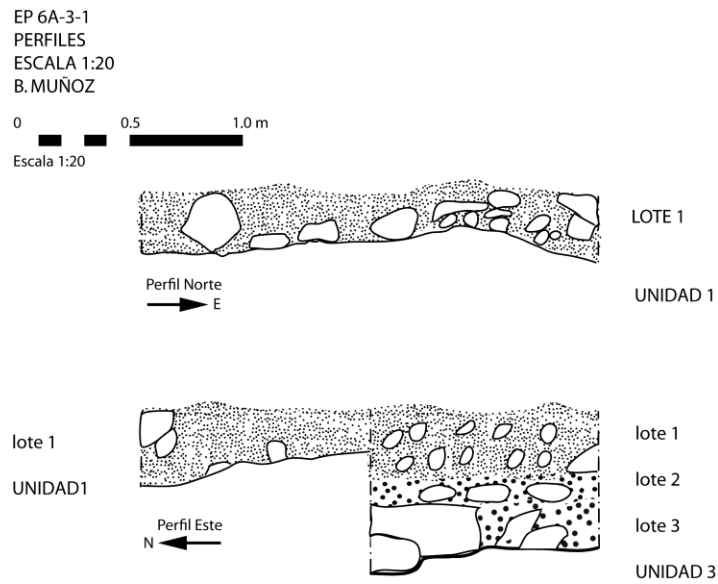 EP 6A-3-1
PERFILES
ESCALA 1:20
B. MUÑOZ
0 0.5 1.0 m
Escala 1:20
LOTE 1
Perfil Norte
E
UNIDAD 1
lote 1
UNIDAD1
Perfil Este
N
lote 1
lote 2
lote 3
UNIDAD 3